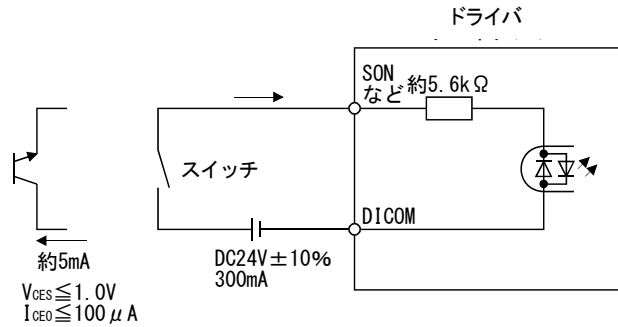 ドライバ
SON
など
約5.6kΩ
スイッチ
DICOM
約5mA
DC24V±10%
300mA
VCES≦1.0V
ICEO≦100μA